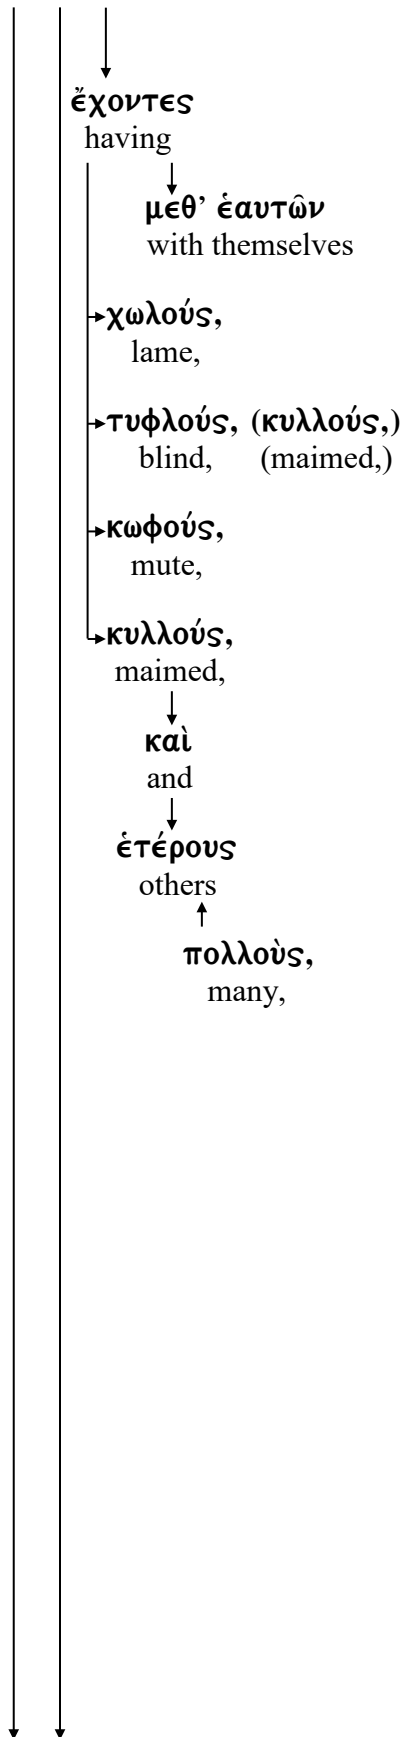 ἔχοντες
having
μεθ’ ἑαυτῶν
with themselves
χωλούς,
lame,
τυφλούς, (κυλλούς,)
blind, (maimed,)
κωφούς,
mute,
κυλλούς,
maimed,
καὶ
and
ἑτέρους
others
πολλοὺς,
many,